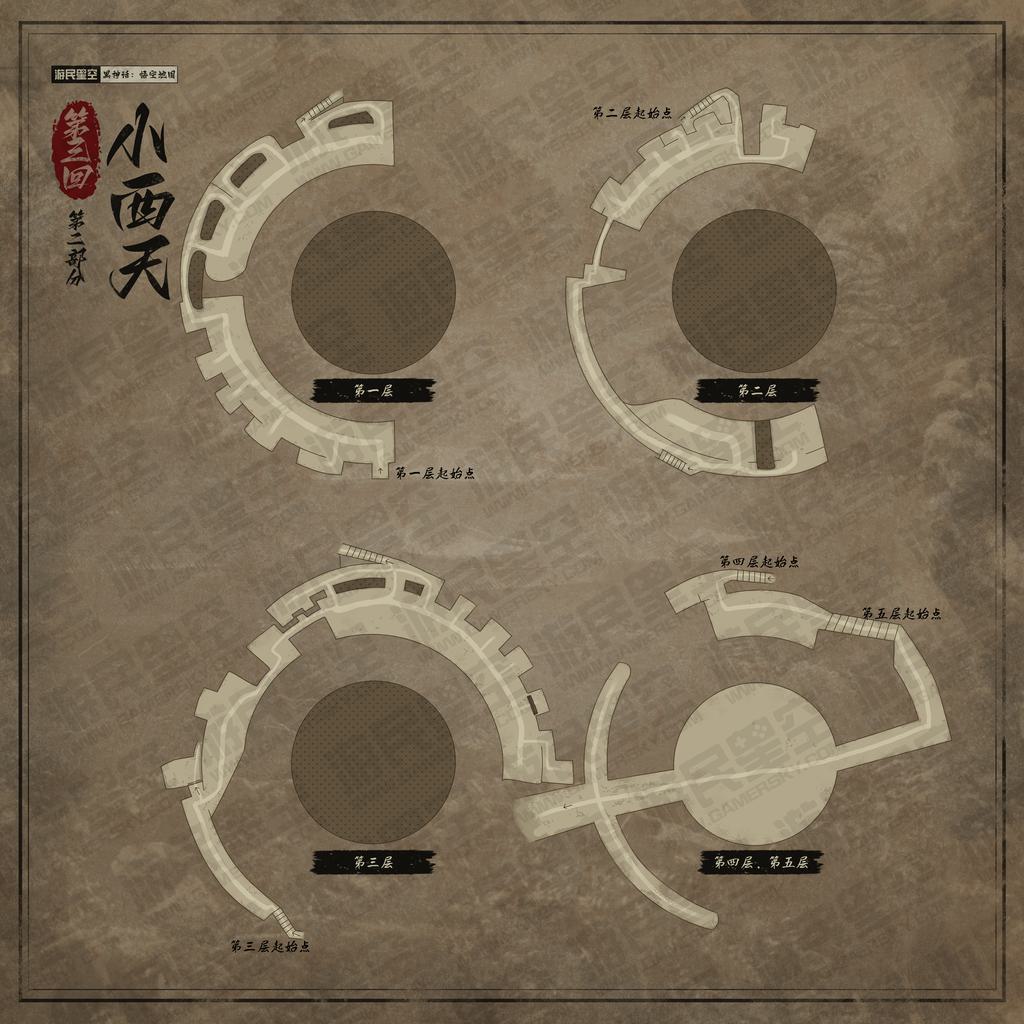 游民星空 黑神话：悟空地图
小西天
第三回
第二部分
第二层起始点
第一层
第二层
第一层起始点
第四层起始点
第五层起始点
第三层
第四层、第五层
第三层起始点